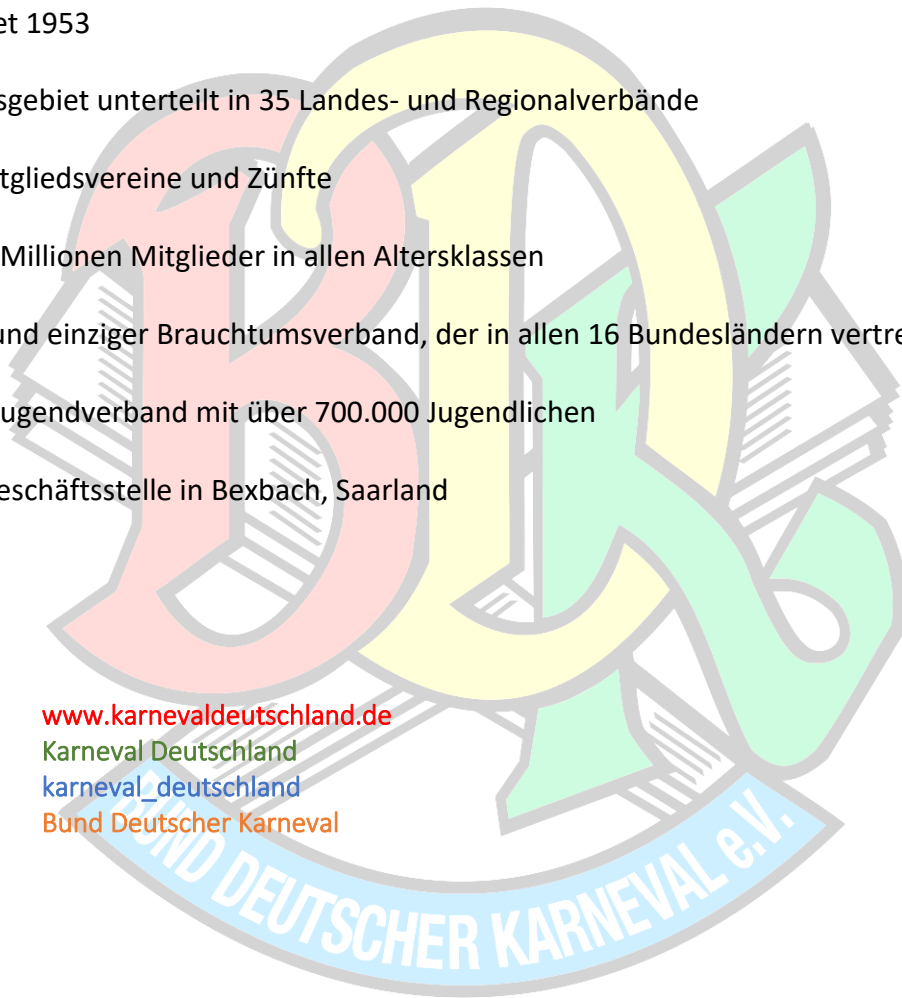 et 1953
sgebiet unterteilt in 35 Landes- und Regionalverbände
tgliedsvereine und Zünfte
Millionen Mitglieder in allen Altersklassen
und einziger Brauchtumsverband, der in allen 16 Bundesländern vertre
ugendverband mit über 700.000 Jugendlichen
eschäftsstelle in Bexbach, Saarland
www.karnevaldeutschland.de
Karneval Deutschland
karneval_deutschland
Bund Deutscher Karneval
BDK
BUND DEUTSCHER KARNEVAL e.V.